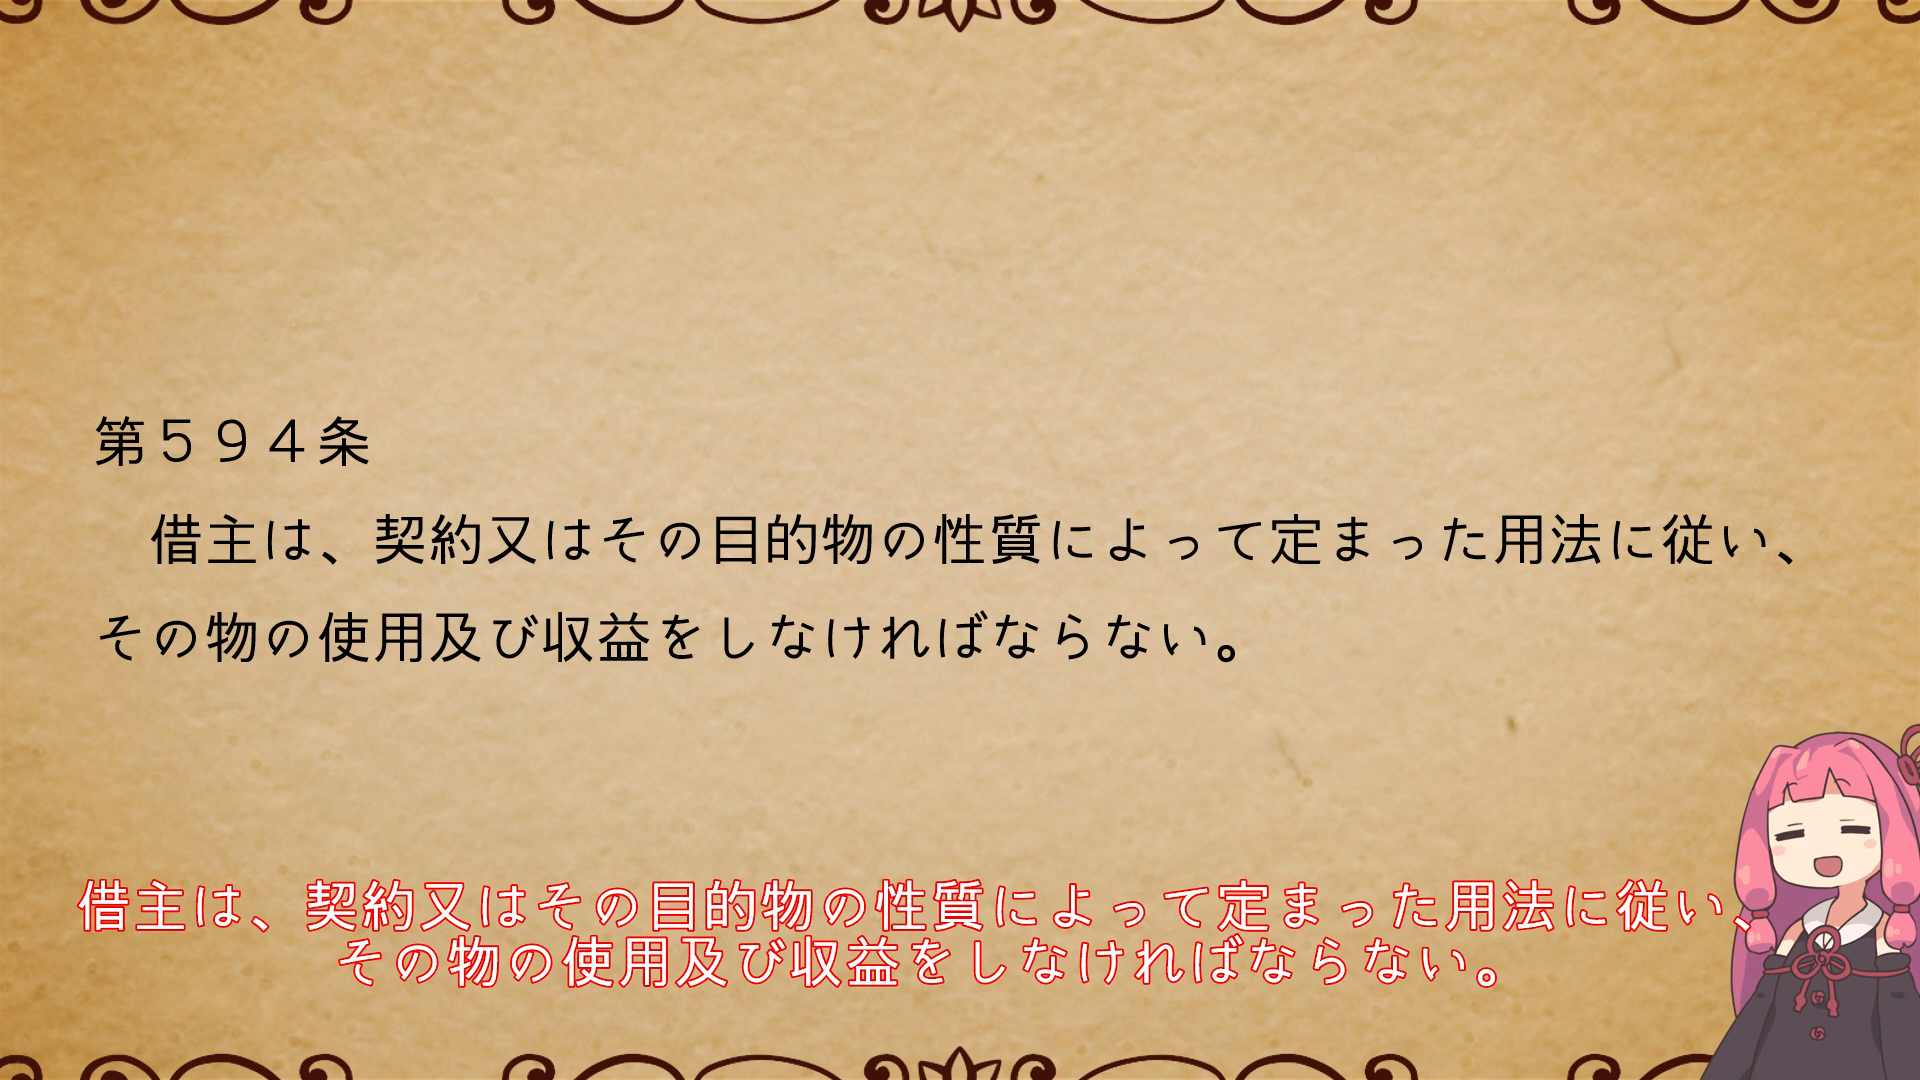 第５９４条
　借主は、契約又はその目的物の性質によって定まった用法に従い、
その物の使用及び収益をしなければならない。
借主は、契約又はその目的物の性質によって定まった用法に従い、
その物の使用及び収益をしなければならない。